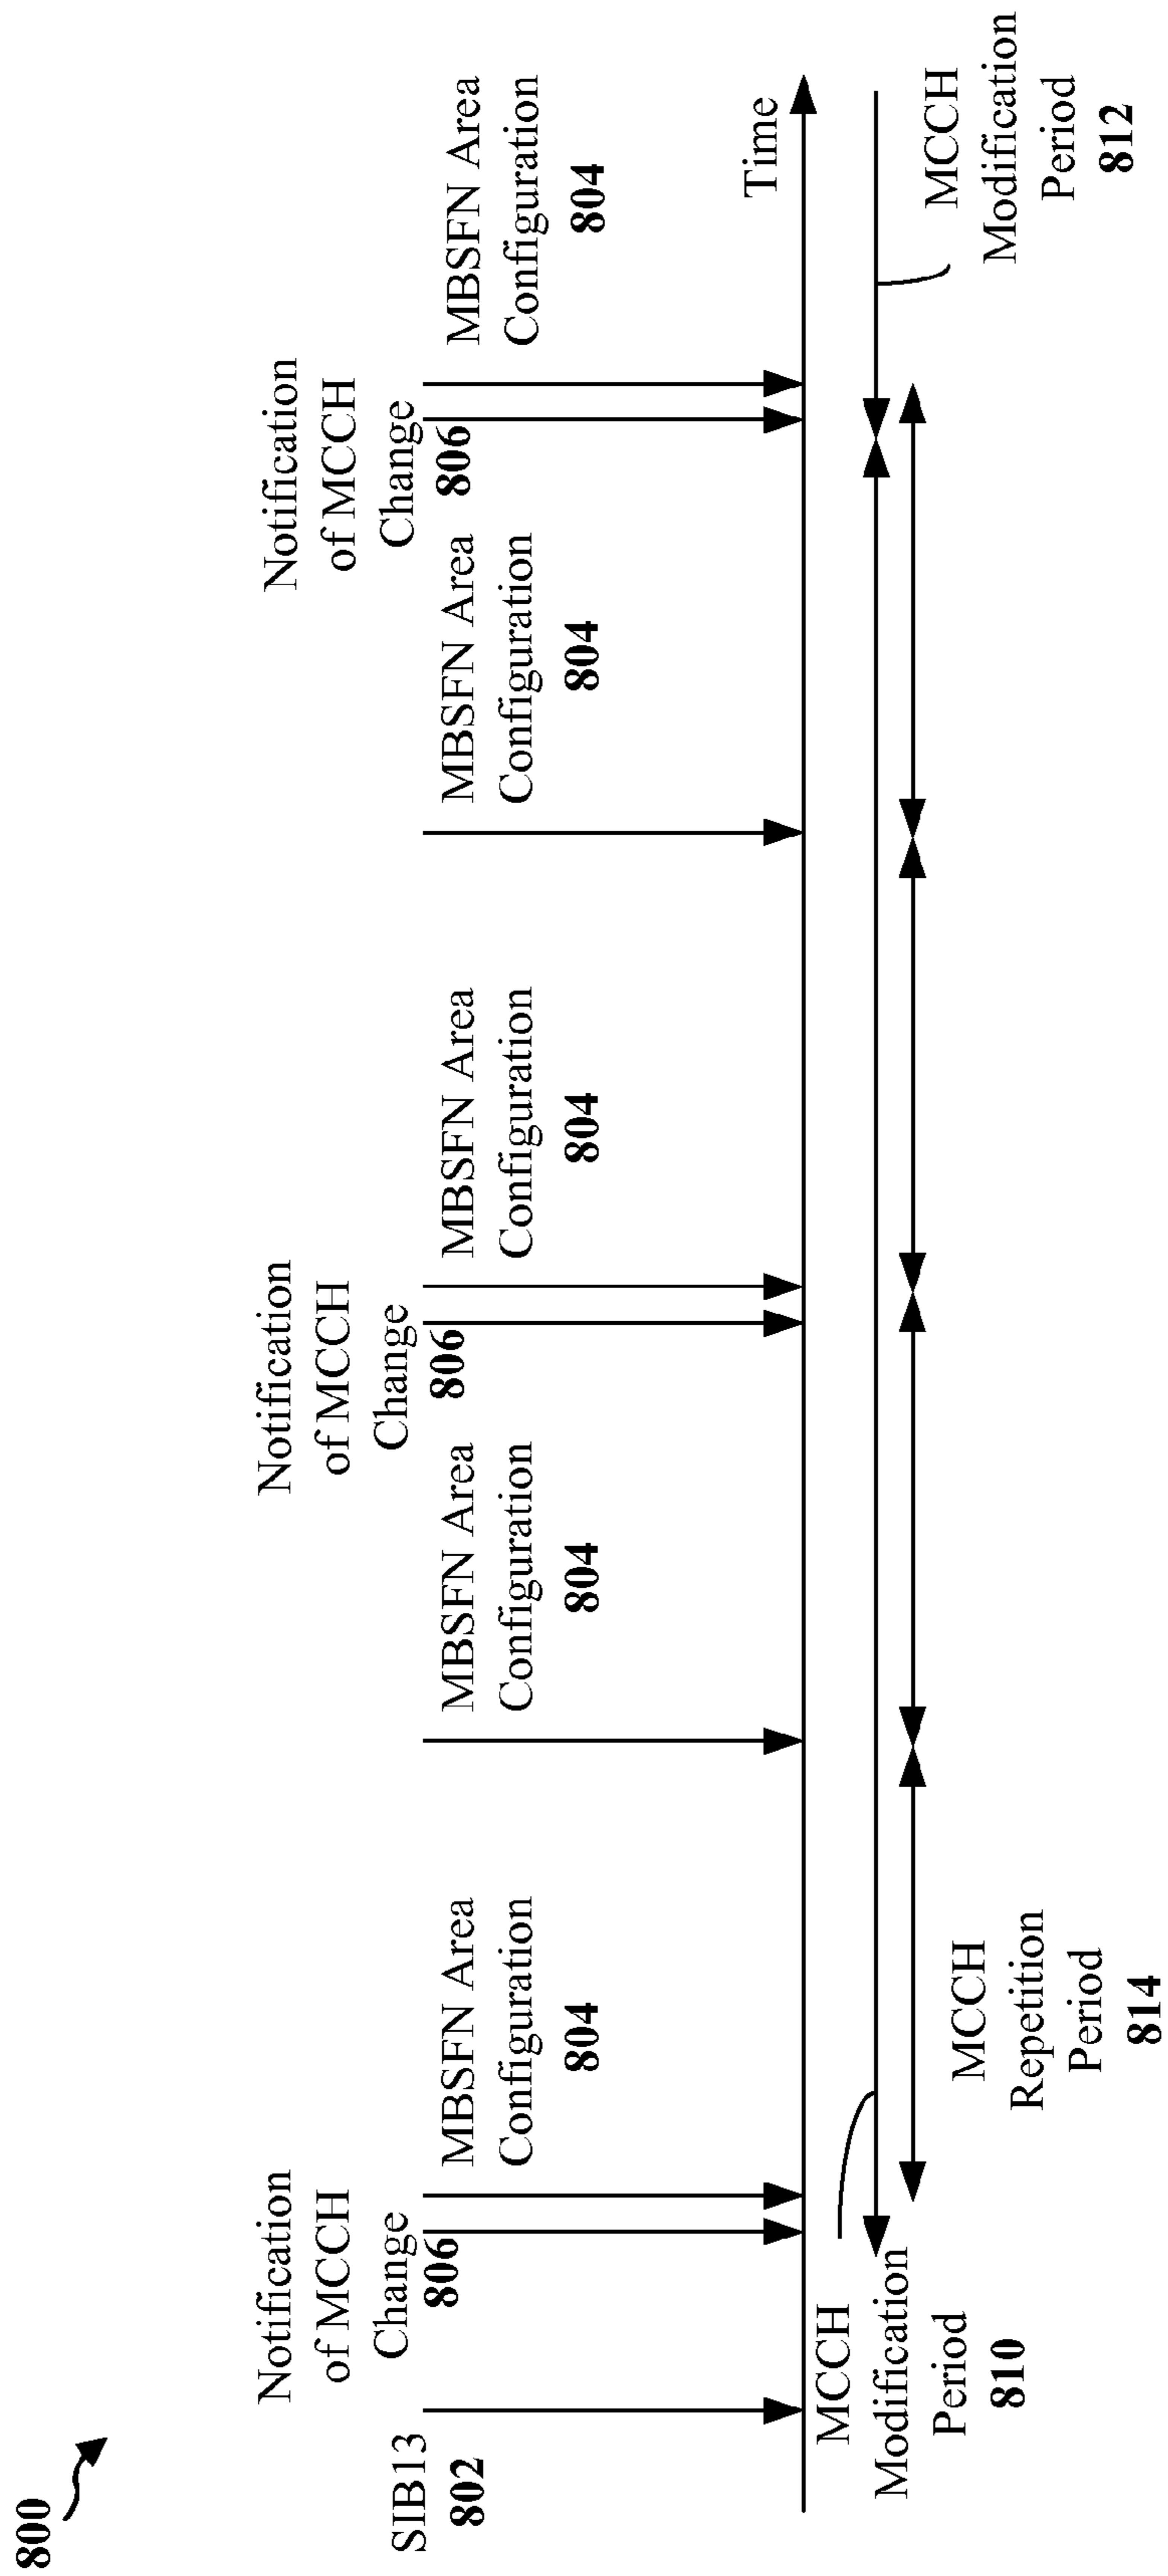 800
SIB13
802
Notification
of MCCH
Change
806
MBSFN Area
Configuration
804
MBSFN Area
Configuration
804
Notification
of MCCH
Change
806
MBSFN Area
Configuration
804
MBSFN Area
Configuration
804
Notification
of MCCH
Change
806
MBSFN Area
Configuration
804
Time
MCCH
Modification
Period
810
MCCH
Repetition
Period
814
MCCH
Modification
Period
812